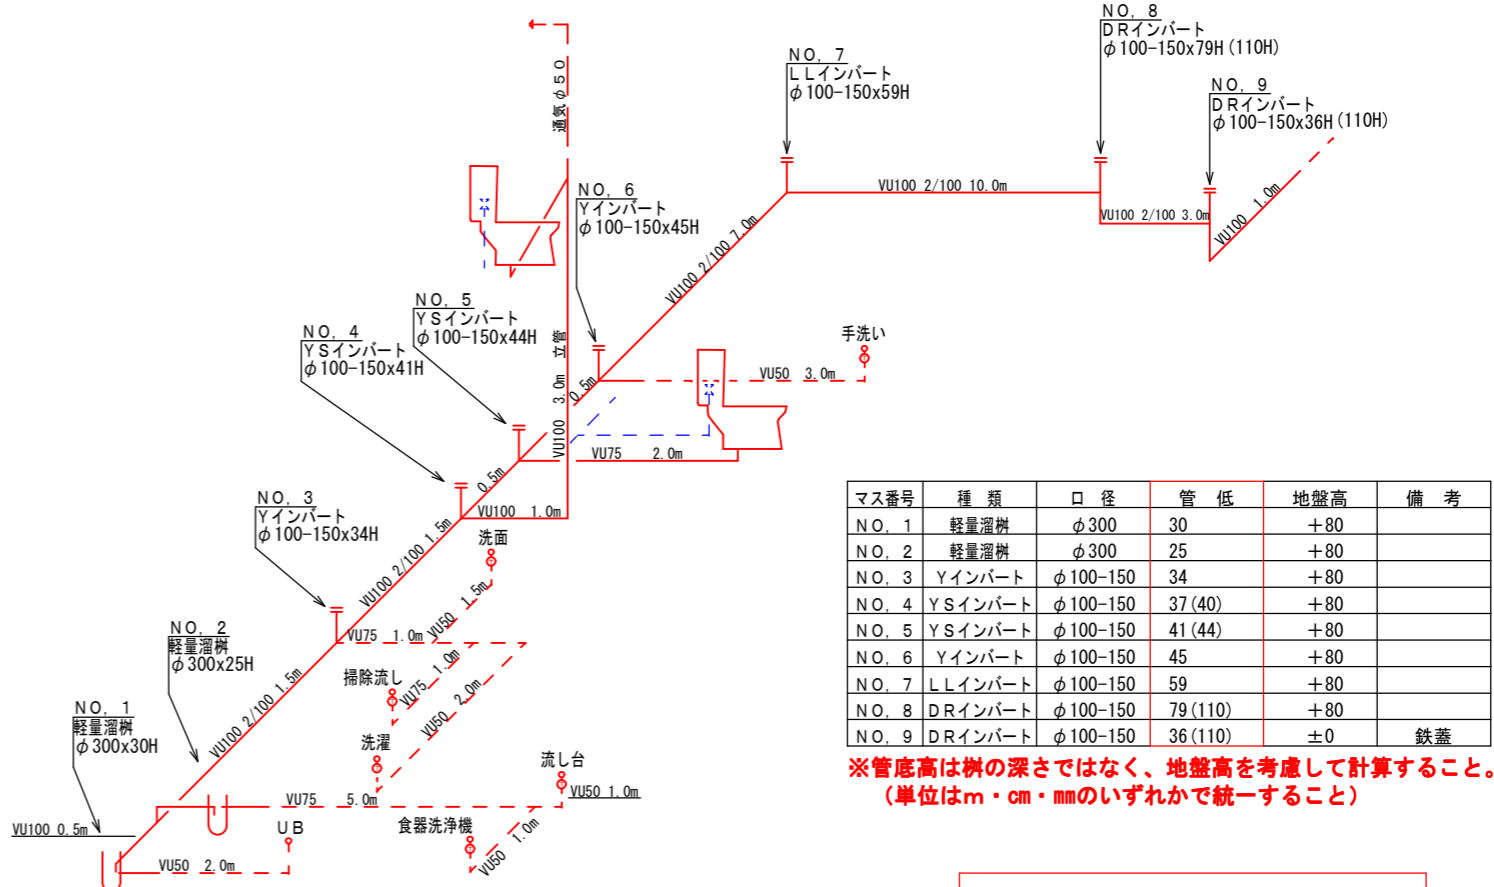 NO, 8
DRインバート
φ100-150x79H(110H)
NO, 7
LLインバート
φ100-150x59H
NO, 9
DRインバート
φ100-150x36H(110H)
通気φ50
NO, 6
Yインバート
φ100-150x45H
VU100 2/100 10.0m
VU100 2/100 3.0m
VU100 1.0m
VU100 2/100 7.0m
NO, 5
YSインバート
φ100-150x44H
NO, 4
YSインバート
φ100-150x41H
VU100 3.0m 立管
手洗い
0.5m
VU50 3.0m
VU75 2.0m
0.5m
NO, 3
Yインバート
φ100-150x34H
VU100 1.0m
VU100 2/100 1.5m
洗面
VU50 1.5m
VU75 1.0m
NO, 2
軽量溜桝
φ300x25H
掃除流し
VU75 1.0m
VU50 2.0m
VU100 2/100 1.5m
NO, 1
軽量溜桝
φ300x30H
洗濯
流し台
VU50 1.0m
VU75 5.0m
VU100 0.5m
UB
食器洗浄機
VU50 1.0m
VU50 2.0m
マス番号 種 類 口 径 管 低 地盤高 備 考
NO, 1 軽量溜桝 φ300 30 +80
NO, 2 軽量溜桝 φ300 25 +80
NO, 3 Yインバート φ100-150 34 +80
NO, 4 YSインバート φ100-150 37(40) +80
NO, 5 YSインバート φ100-150 41(44) +80
NO, 6 Yインバート φ100-150 45 +80
NO, 7 LLインバート φ100-150 59 +80
NO, 8 DRインバート φ100-150 79(110) +80
NO, 9 DRインバート φ100-150 36(110) ±0 鉄蓋
※管底高は桝の深さではなく、地盤高を考慮して計算すること。
(単位はm・cm・mmのいずれかで統一すること)